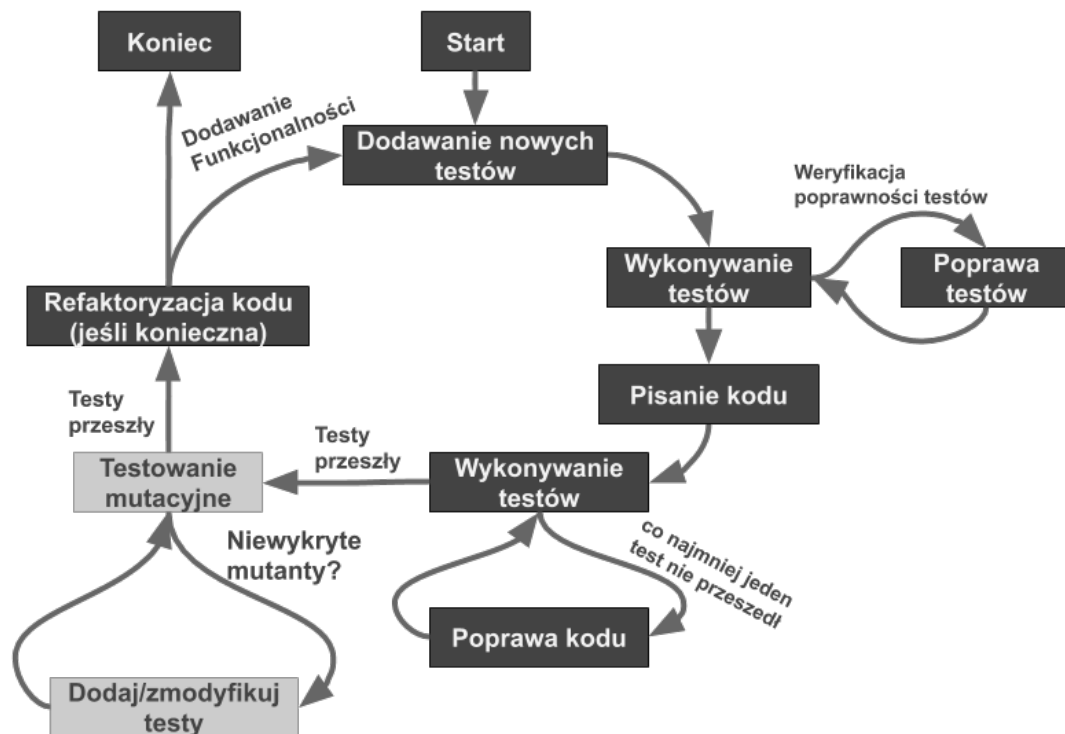 Koniec
Start
Dodawanie
Funkcjonalności
Dodawanie nowych
testów
Weryfikacja
poprawności testów
Wykonywanie
testów
Poprawa
testów
Refaktoryzacja kodu
(jeśli konieczna)
Pisanie kodu
Testy
przeszły
Testy
przeszły
Wykonywanie
testów
Testowanie
mutacyjne
Niewykryte
mutanty?
co najmniej jeden
test nie przeszedł
Poprawa kodu
Dodaj/zmodyfikuj
testy